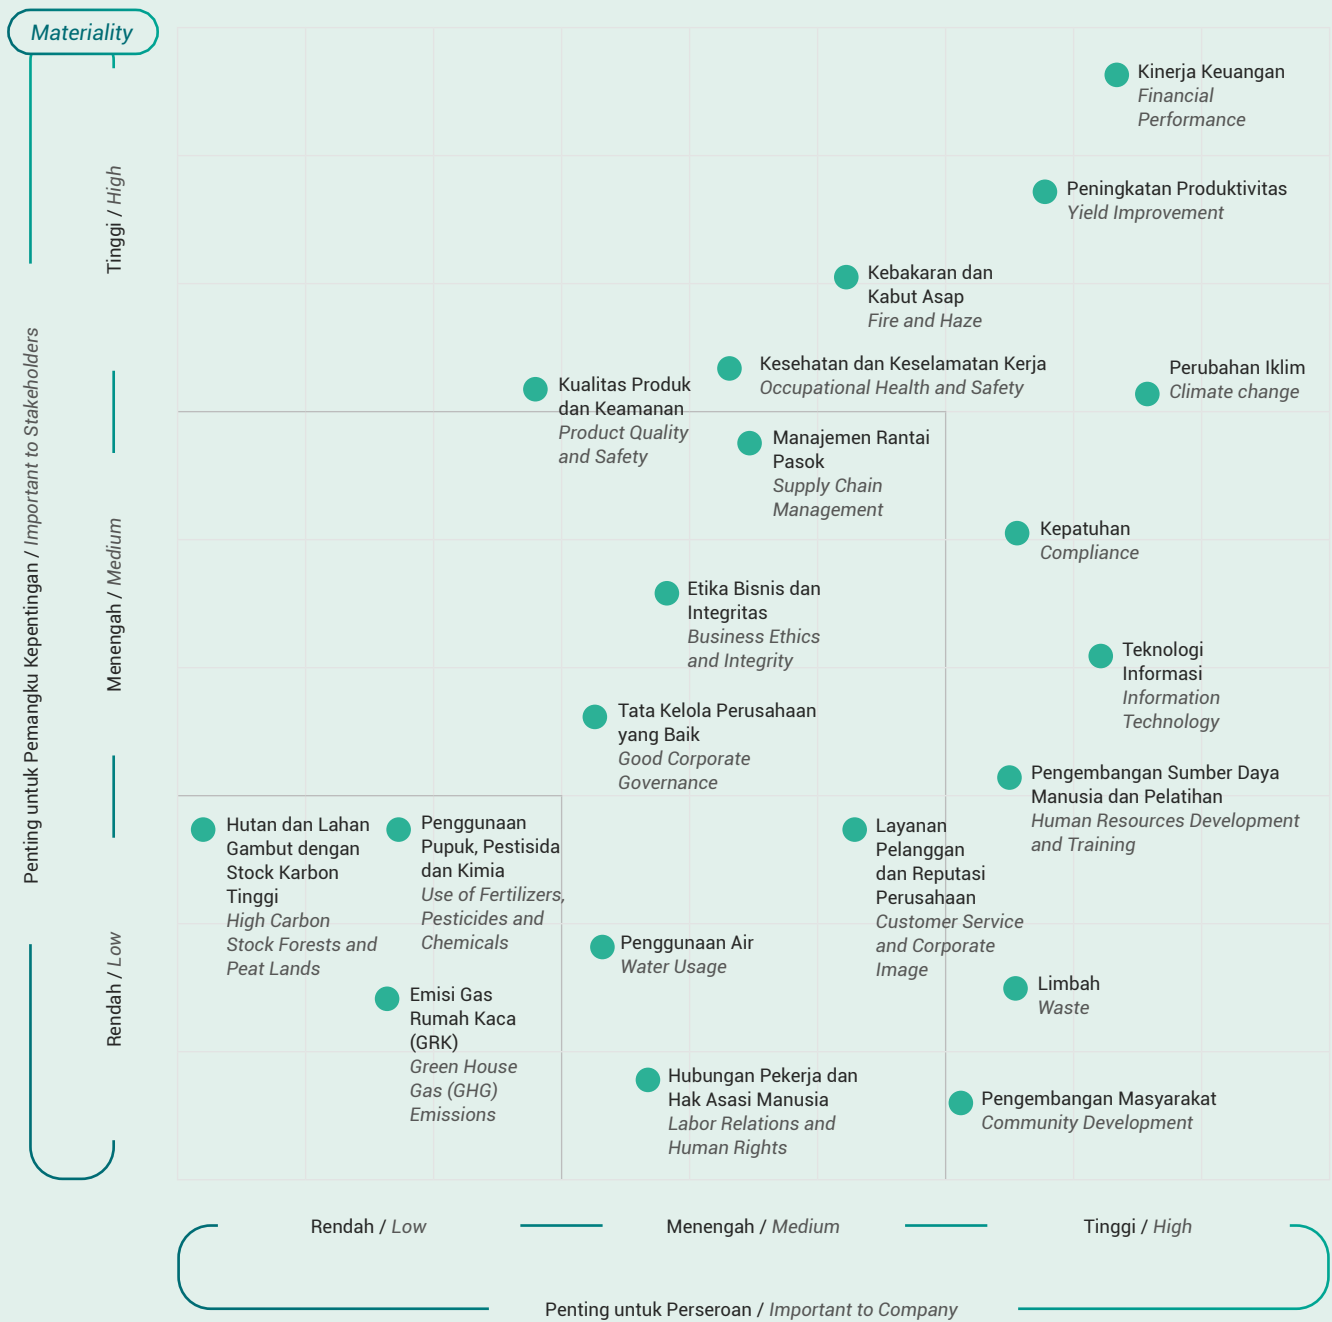 Materiality
Penting untuk Pemangku Kepentingan / Important to Stakeholders
Tinggi / High
Menengah / Medium
Rendah / Low
Kinerja Keuangan
Financial
Performance
Peningkatan Produktivitas
Yield Improvement
Kebakaran dan
Kabut Asap
Fire and Haze
Kesehatan dan Keselamatan Kerja
Occupational Health and Safety
Perubahan Iklim
Climate change
Kualitas Produk
dan Keamanan
Product Quality
and Safety
Manajemen Rantai
Pasok
Supply Chain
Management
Kepatuhan
Compliance
Etika Bisnis dan
Integritas
Business Ethics
and Integrity
Teknologi
Informasi
Information
Technology
Tata Kelola Perusahaan
yang Baik
Good Corporate
Governance
Pengembangan Sumber Daya
Manusia dan Pelatihan
Human Resources Development
and Training
Hutan dan Lahan
Gambut dengan
Stock Karbon
Tinggi
High Carbon
Stock Forests and
Peat Lands
Penggunaan
Pupuk, Pestisida
dan Kimia
Use of Fertilizers,
Pesticides and
Chemicals
Layanan
Pelanggan
dan Reputasi
Perusahaan
Customer Service
and Corporate
Image
Penggunaan Air
Water Usage
Limbah
Waste
Emisi Gas
Rumah Kaca
(GRK)
Green House
Gas (GHG)
Emissions
Hubungan Pekerja dan
Hak Asasi Manusia
Labor Relations and
Human Rights
Pengembangan Masyarakat
Community Development
Rendah / Low
Menengah / Medium
Tinggi / High
Penting untuk Perseroan / Important to Company